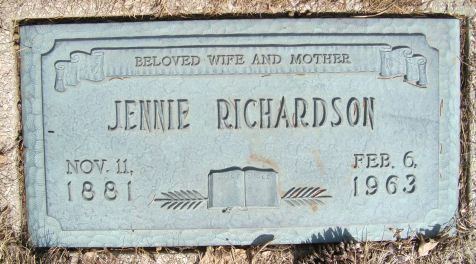 BELOVED WIFE AND MOTHER
JENNIE RICHARDSON
NOV. 11, FEB. 6,
1881 1963